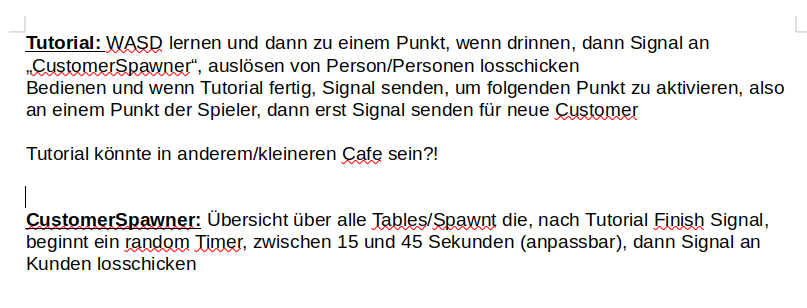 Tutorial: WASD lernen und dann zu einem Punkt, wenn drinnen, dann Signal an
„CustomerSpawner“, auslösen von Person/Personen losschicken
Bedienen und wenn Tutorial fertig, Signal senden, um folgenden Punkt zu aktivieren, also
an einem Punkt der Spieler, dann erst Signal senden für neue Customer
Tutorial könnte in anderem/kleineren Cafe sein?!
CustomerSpawner: Übersicht über alle Tables/Spawnt die, nach Tutorial Finish Signal,
beginnt ein random Timer, zwischen 15 und 45 Sekunden (anpassbar), dann Signal an
Kunden losschicken